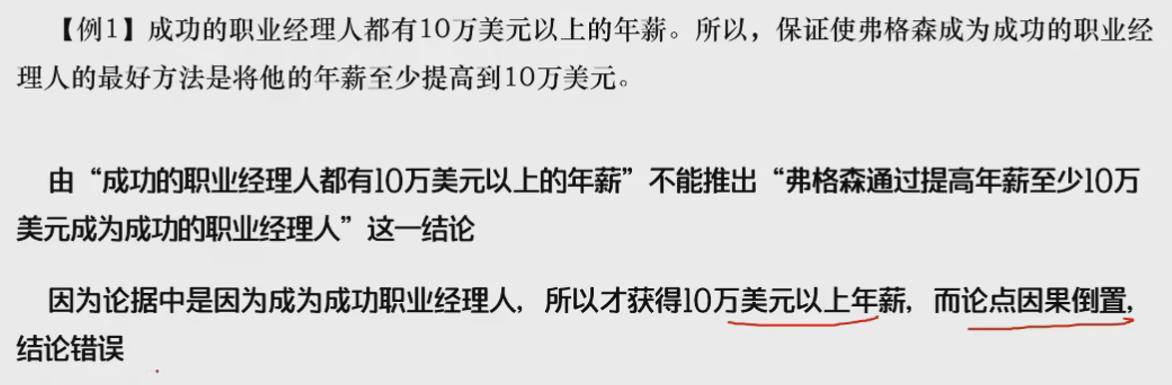 【例1】成功的职业经理人都有10万美元以上的年薪。所以，保证使弗格森成为成功的职业经
理人的最好方法是将他的年薪至少提高到10万美元。
由“成功的职业经理人都有10万美元以上的年薪”不能推出“弗格森通过提高年薪至少10万
美元成为成功的职业经理人”这一结论
因为论据中是因为成为成功职业经理人，所以才获得10万美元以上年薪，而论点因果倒置，
结论错误